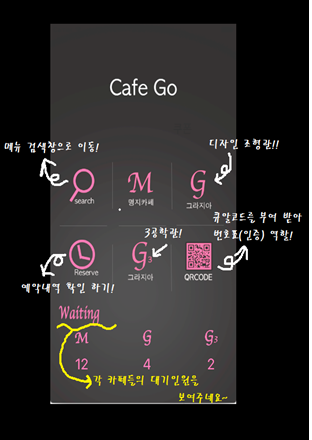 Cafe Go
메뉴 검색창으로 이동!
디자인 조형관!!
search
M
명지카페
G
그라지아
큐알코드를 부여 받아
번호표(인증) 역할!
3공학관!
Reserve
G3
그라지아
QRCODE
예약내역 확인 하기!
Waiting
M G G3
12 4 2
각 카페들의 대기인원을
보여주네요~